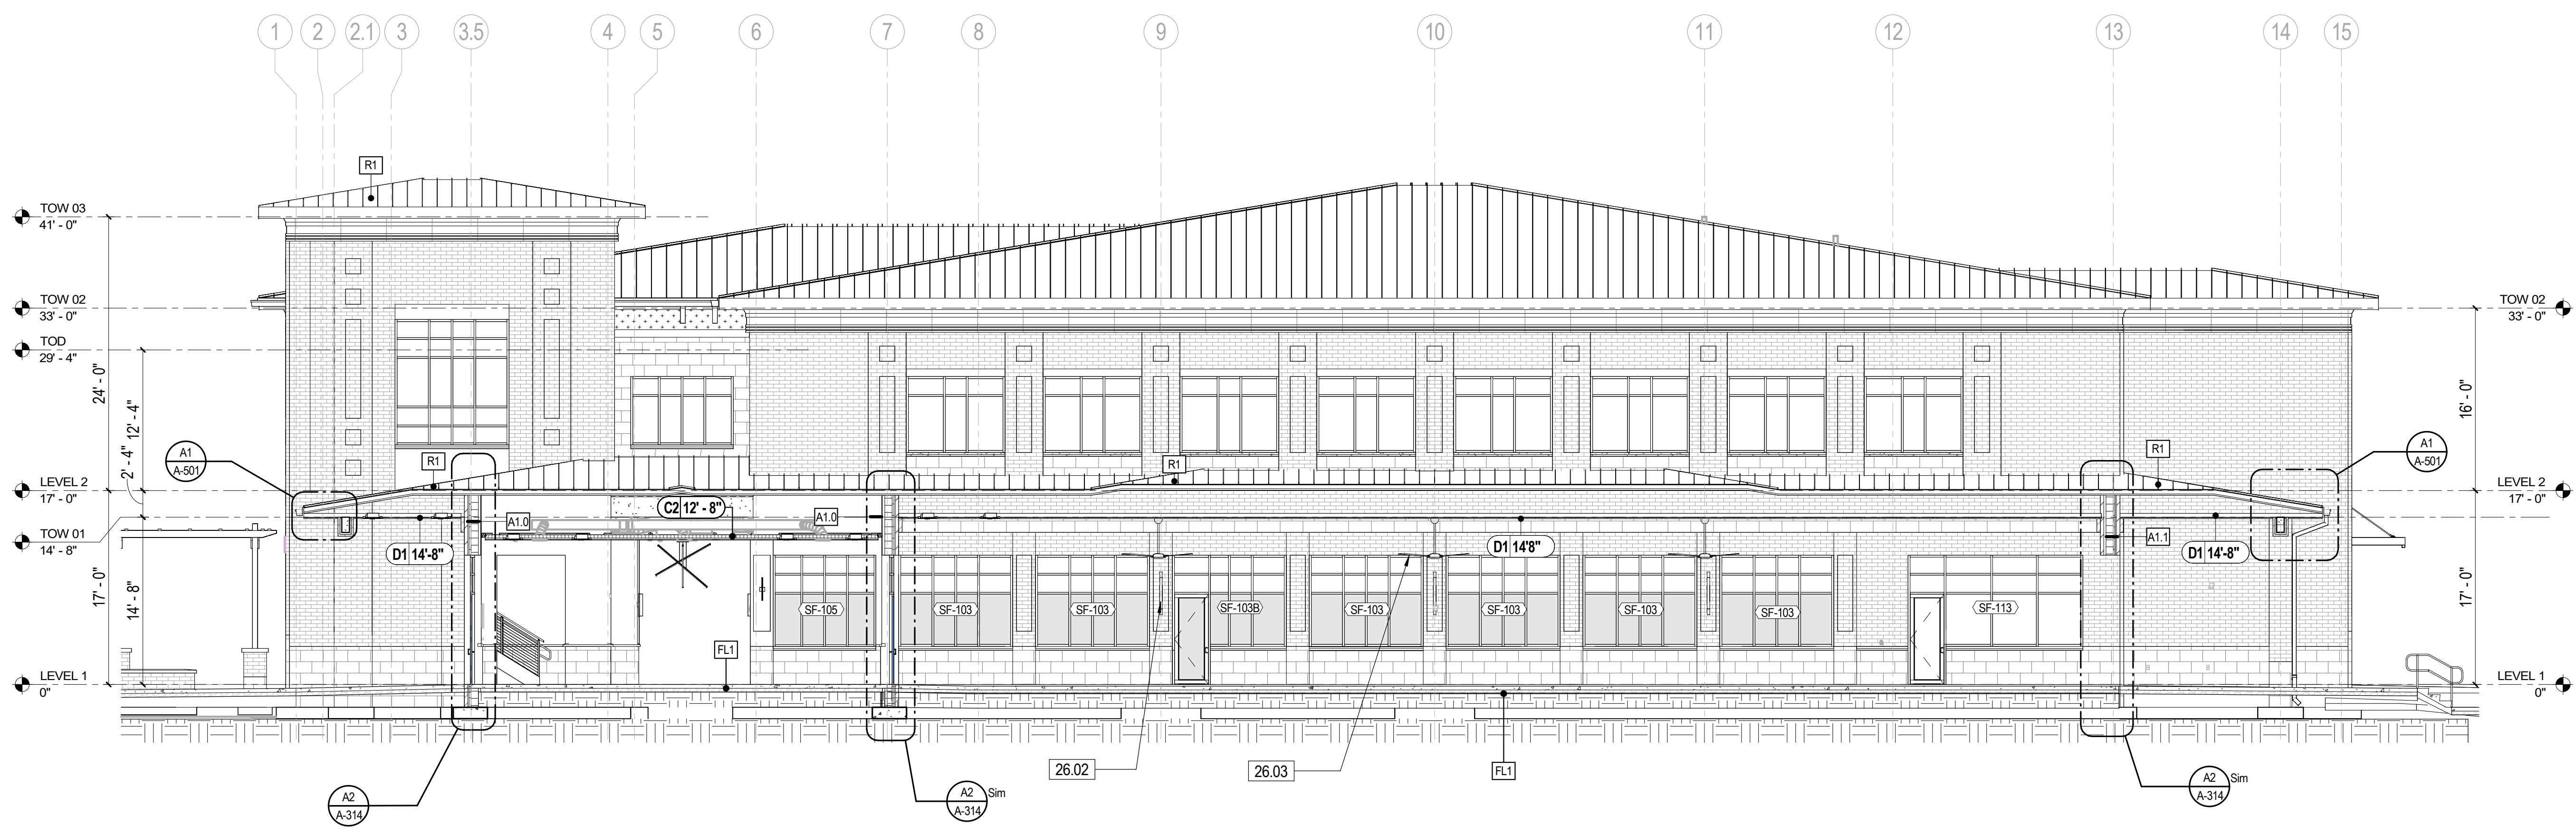 1
2
2.1
3
3.5
4
5
6
7
8
9
10
11
12
13
14
15
R1
TOW 03
41' - 0"
TOW 02
33' - 0"
TOW 02
33' - 0"
TOD
29' - 4"
24' - 0"
12' - 4"
2' - 4"
16' - 0"
A1
A-501
R1
R1
R1
A1
A-501
LEVEL 2
17' - 0"
LEVEL 2
17' - 0"
TOW 01
14' - 8"
A1.0
C2 12' - 8"
A1.0
D1 14'-8"
D1 14'8"
A1.1
D1 14'-8"
17' - 0"
14' - 8"
17' - 0"
SF-105
SF-103
SF-103
SF-103B
SF-103
SF-103
SF-103
SF-103
SF-113
FL1
LEVEL 1
0"
LEVEL 1
0"
26.02
26.03
FL1
A2
A-314
A2
A-314
Sim
A2
A-314
Sim